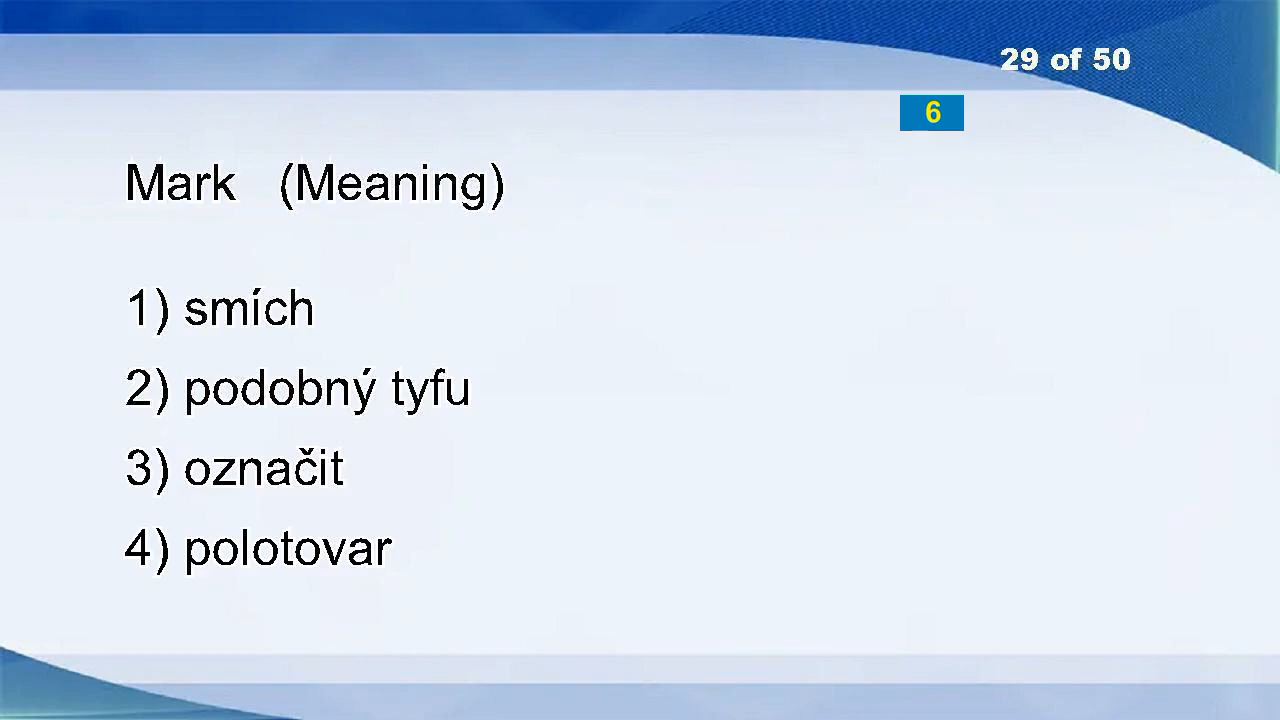 29 of 50
6
Mark (Meaning)
1) smích
2) podobný tyfu
3) označit
4) polotovar